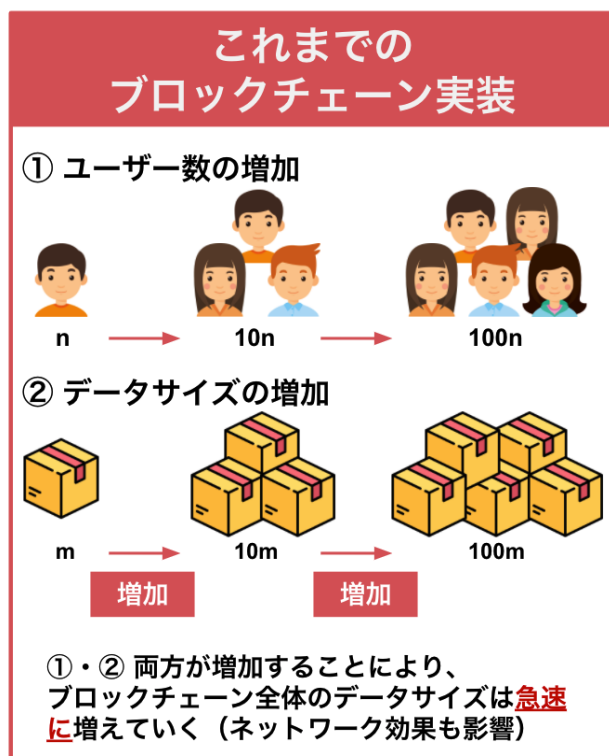 これまでの
ブロックチェーン実装
① ユーザー数の増加
n 10n 100n
② データサイズの増加
m 10m 100m
増加 増加
①・② 両方が増加することにより、
ブロックチェーン全体のデータサイズは急速
に増えていく（ネットワーク効果も影響）